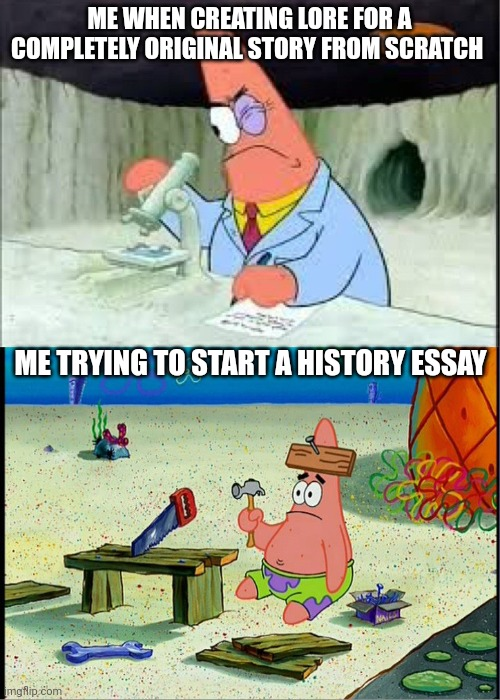 ME WHEN CREATING LORE FOR A
COMPLETELY ORIGINAL STORY FROM SCRATCH
ME TRYING TO START A HISTORY ESSAY
imgflip.com